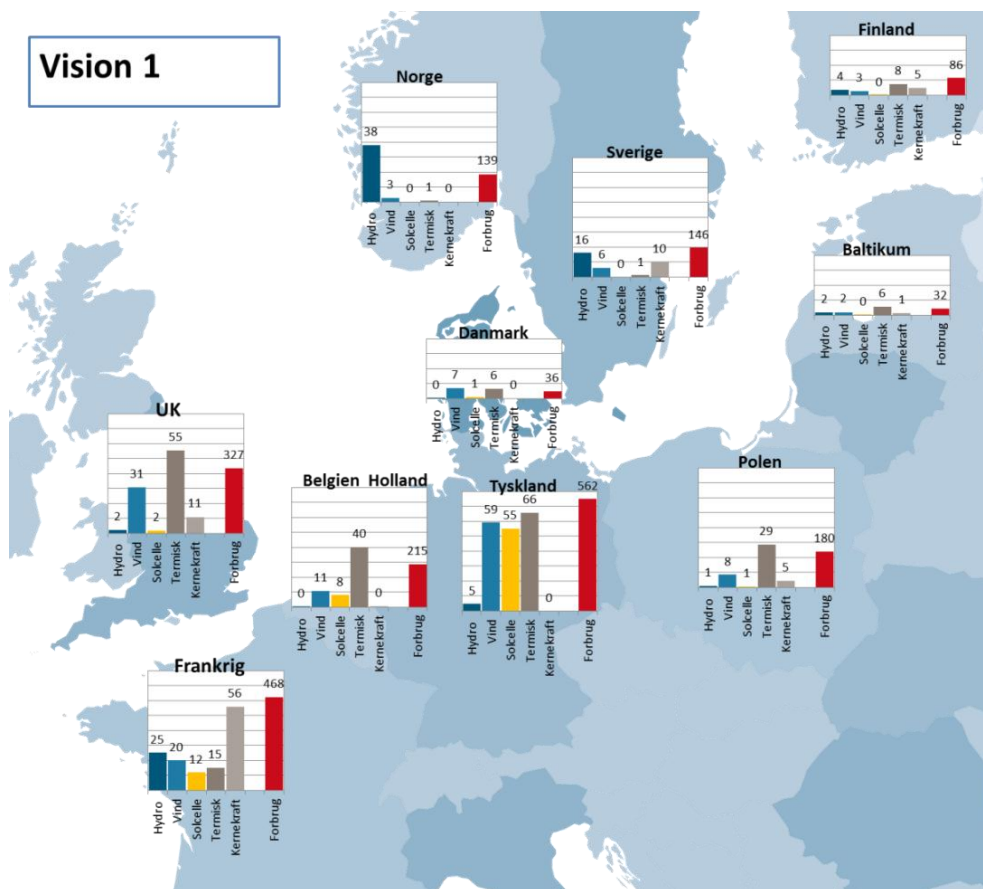 Vision 1
Finland
4 3 0 8 5 86
Hydro Vind Solcelle Termisk Kernekraft Forbrug
Norge
38 3 0 1 0 139
Hydro Vind Solcelle Termisk Kernekraft Forbrug
Sverige
16 6 0 1 10 146
Hydro Vind Solcelle Termisk Kernekraft Forbrug
Baltikum
2 2 0 6 1 32
Hydro Vind Solcelle Termisk Kernekraft Forbrug
Danmark
0 7 1 6 0 36
Hydro Vind Solcelle Termisk Kernekraft Forbrug
UK
2 31 2 55 11 327
Hydro Vind Solcelle Termisk Kernekraft Forbrug
Belgien Holland
0 11 8 40 0 215
Hydro Vind Solcelle Termisk Kernekraft Forbrug
Tyskland
5 59 55 66 0 562
Hydro Vind Solcelle Termisk Kernekraft Forbrug
Polen
1 8 1 29 5 180
Hydro Vind Solcelle Termisk Kernekraft Forbrug
Frankrig
25 20 12 15 56 468
Hydro Vind Solcelle Termisk Kernekraft Forbrug